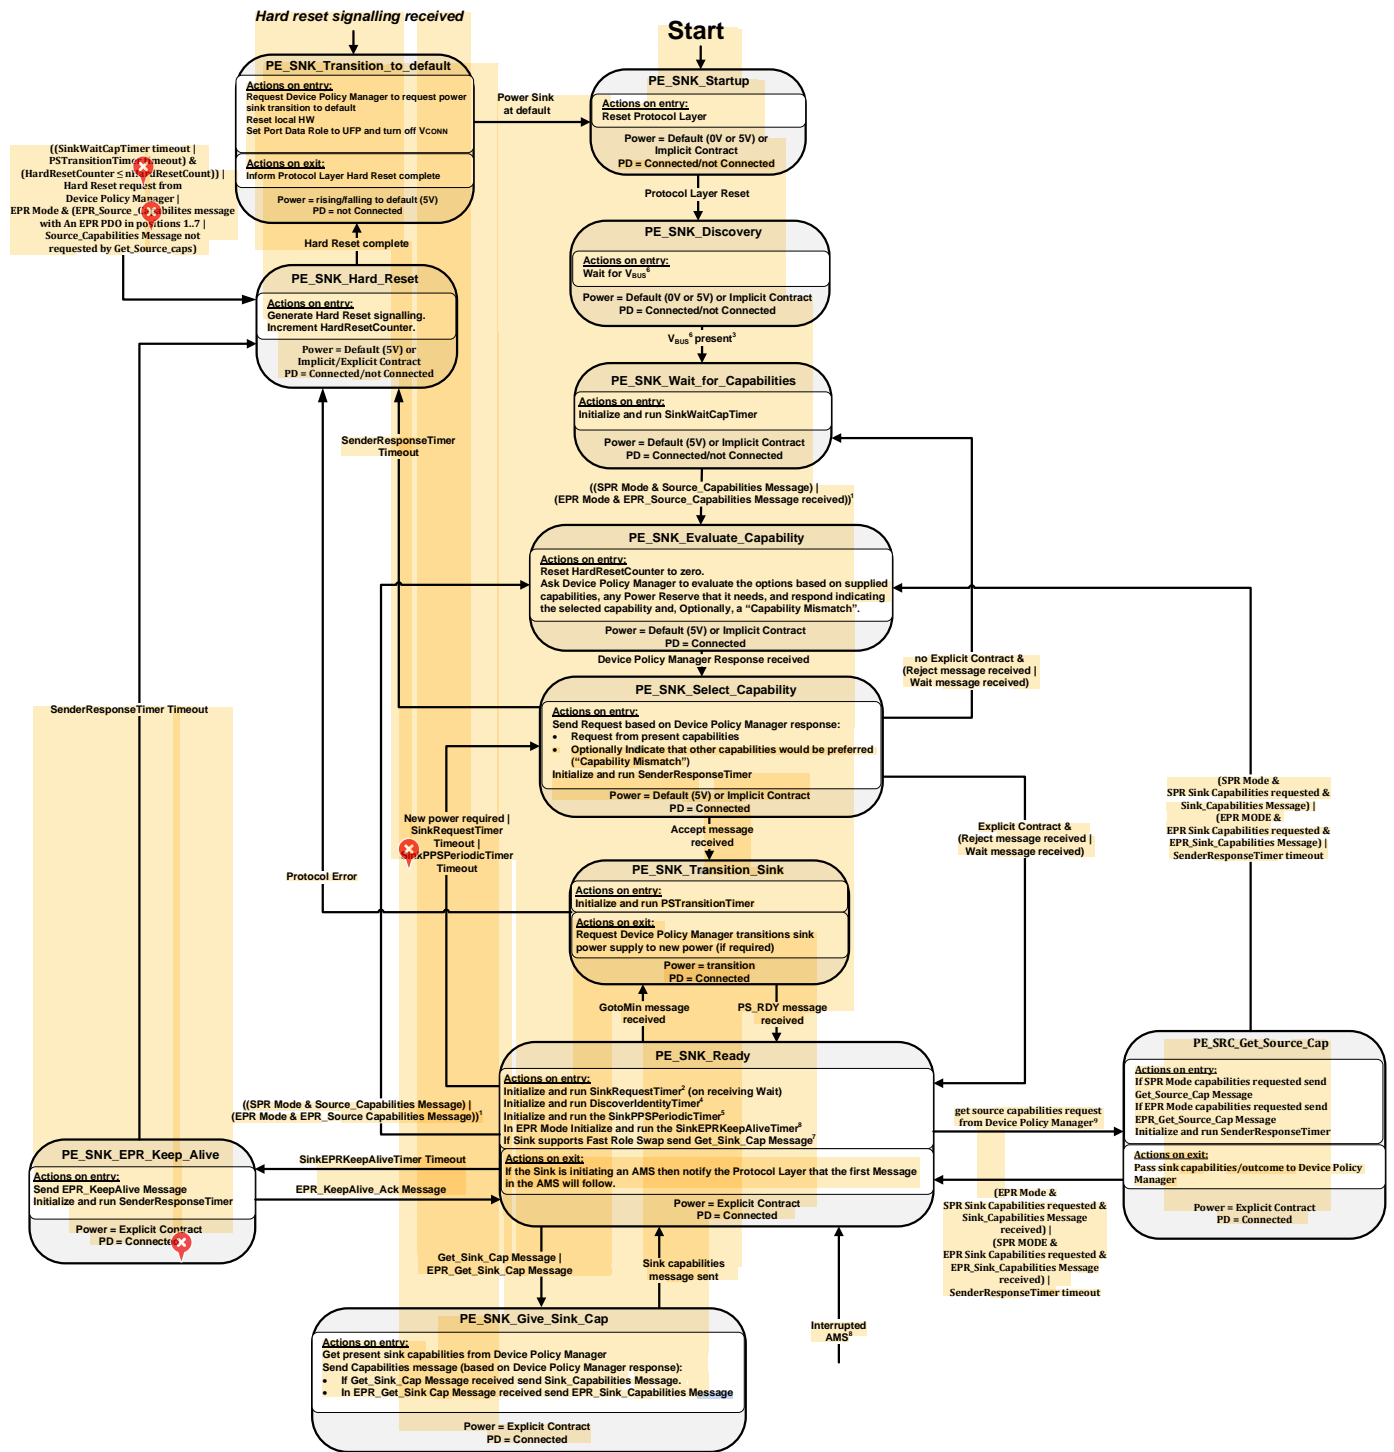 Hard reset signalling received
Start
PE_SNK_Transition_to_default
Actions on entry:
Request Device Policy Manager to request power
sink transition to default
Reset local HW
Set Port Data Role to UFP and turn off VCONN
Actions on exit:
Inform Protocol Layer Hard Reset complete
Power = rising/falling to default (5V)
PD = not Connected
Power Sink
at default
PE_SNK_Startup
Actions on entry:
Reset Protocol Layer
Power = Default (0V or 5V) or
Implicit Contract
PD = Connected/not Connected
((SinkWaitCapTimer timeout |
PSTransitionTimer timeout) &
(HardResetCounter ≤ nHardResetCount)) |
Hard Reset request from
Device Policy Manager |
EPR Mode & (EPR_Source_Capabilites message
with An EPR PDO in positions 1..7 |
Source_Capabilities Message not
requested by Get_Source_caps)
Protocol Layer Reset
Hard Reset complete
PE_SNK_Discovery
Actions on entry:
Wait for VBUS⁶
Power = Default (0V or 5V) or Implicit Contract
PD = Connected/not Connected
PE_SNK_Hard_Reset
Actions on entry:
Generate Hard Reset signalling.
Increment HardResetCounter.
Power = Default (5V) or
Implicit/Explicit Contract
PD = Connected/not Connected
VBUS⁶ present³
PE_SNK_Wait_for_Capabilities
Actions on entry:
Initialize and run SinkWaitCapTimer
Power = Default (5V) or Implicit Contract
PD = Connected/not Connected
SenderResponseTimer
Timeout
((SPR Mode & Source_Capabilities Message) |
(EPR Mode & EPR_Source_Capabilities Message received))¹
PE_SNK_Evaluate_Capability
Actions on entry:
Reset HardResetCounter to zero.
Ask Device Policy Manager to evaluate the options based on supplied
capabilities, any Power Reserve that it needs, and respond indicating
the selected capability and, Optionally, a “Capability Mismatch”.
Power = Default (5V) or Implicit Contract
PD = Connected
Device Policy Manager Response received
no Explicit Contract &
(Reject message received |
Wait message received)
SenderResponseTimer Timeout
PE_SNK_Select_Capability
Actions on entry:
Send Request based on Device Policy Manager response:
• Request from present capabilities
• Optionally Indicate that other capabilities would be preferred
(“Capability Mismatch”)
Initialize and run SenderResponseTimer
Power = Default (5V) or Implicit Contract
PD = Connected
(SPR Mode &
SPR Sink Capabilities requested &
Sink_Capabilities Message) |
(EPR MODE &
EPR Sink Capabilities requested &
EPR_Sink_Capabilities Message) |
SenderResponseTimer timeout
New power required |
SinkRequestTimer
Timeout |
SinkPPSPeriodicTimer
Timeout
Accept message
received
Explicit Contract &
(Reject message received |
Wait message received)
Protocol Error
PE_SNK_Transition_Sink
Actions on entry:
Initialize and run PSTransitionTimer
Actions on exit:
Request Device Policy Manager transitions sink
power supply to new power (if required)
Power = transition
PD = Connected
GotoMin message
received
PS_RDY message
received
PE_SNK_Ready
Actions on entry:
Initialize and run SinkRequestTimer² (on receiving Wait)
Initialize and run DiscoverIdentityTimer⁴
Initialize and run the SinkPPSPeriodicTimer⁵
In EPR Mode Initialize and run the SinkEPRKeepAliveTimer⁸
If Sink supports Fast Role Swap send Get_Sink_Cap Message⁷
Actions on exit:
If the Sink is initiating an AMS then notify the Protocol Layer that the first Message
in the AMS will follow.
Power = Explicit Contract
PD = Connected
((SPR Mode & Source_Capabilities Message) |
(EPR Mode & EPR_Source Capabilities Message))¹
get source capabilities request
from Device Policy Manager⁹
PE_SRC_Get_Source_Cap
Actions on entry:
If SPR Mode capabilities requested send
Get_Source_Cap Message
If EPR Mode capabilities requested send
EPR_Get_Source_Cap Message
Initialize and run SenderResponseTimer
Actions on exit:
Pass sink capabilities/outcome to Device Policy
Manager
Power = Explicit Contract
PD = Connected
PE_SNK_EPR_Keep_Alive
Actions on entry:
Send EPR_KeepAlive Message
Initialize and run SenderResponseTimer
Power = Explicit Contract
PD = Connected
SinkEPRKeepAliveTimer Timeout
EPR_KeepAlive_Ack Message
(EPR Mode &
SPR Sink Capabilities requested &
Sink_Capabilities Message
received) |
(SPR MODE &
EPR Sink Capabilities requested &
EPR_Sink_Capabilities Message
received) |
SenderResponseTimer timeout
Get_Sink_Cap Message |
EPR_Get_Sink_Cap Message
Sink capabilities
message sent
Interrupted
AMS⁸
PE_SNK_Give_Sink_Cap
Actions on entry:
Get present sink capabilities from Device Policy Manager
Send Capabilities message (based on Device Policy Manager response):
• If Get_Sink_Cap Message received send Sink_Capabilities Message.
• In EPR_Get_Sink Cap Message received send EPR_Sink_Capabilities Message
Power = Explicit Contract
PD = Connected